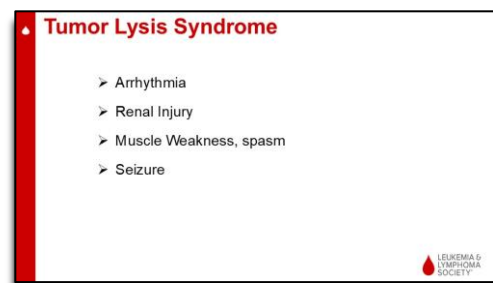 Tumor Lysis Syndrome
Arrhythmia
Renal Injury
Muscle Weakness, spasm
Seizure
LEUKEMIA &
LYMPHOMA
SOCIETY